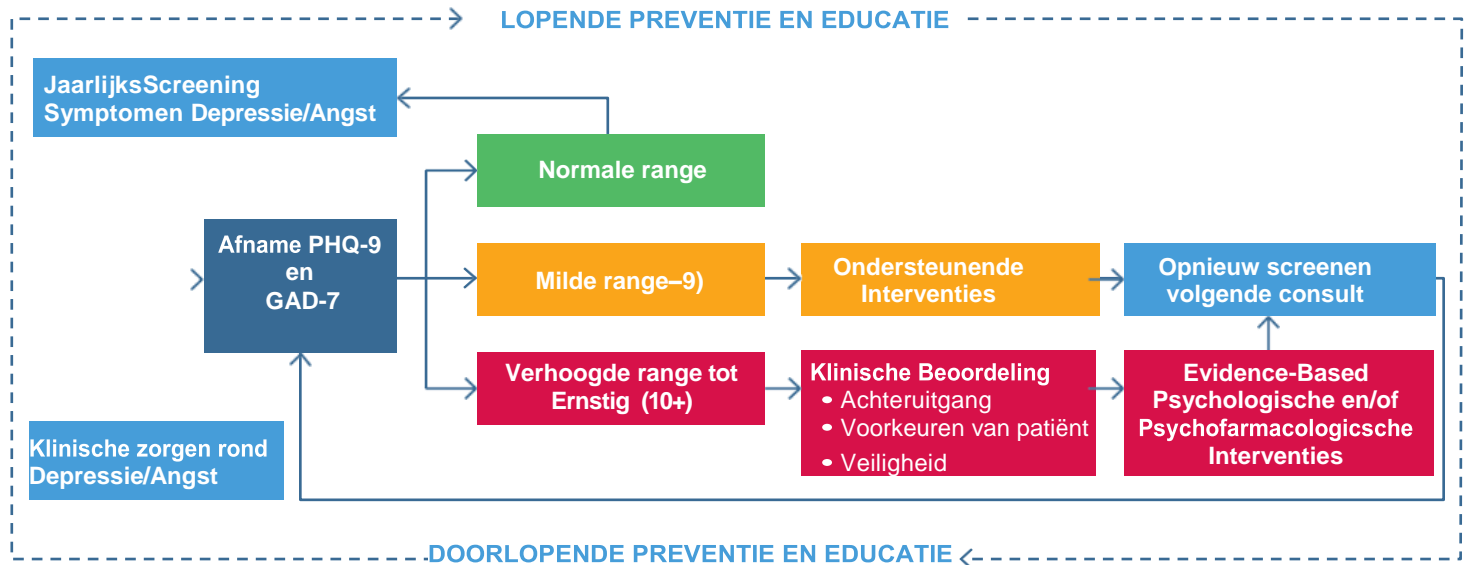 LOPENDE PREVENTIE EN EDUCATIE
JaarlijksScreening
Symptomen Depressie/Angst
Normale range
Afname PHQ-9
en
GAD-7
Milde range–9)
Ondersteunende
Interventies
Opnieuw screenen
volgende consult
Verhoogde range tot
Ernstig (10+)
Klinische Beoordeling
• Achteruitgang
• Voorkeuren van patiënt
• Veiligheid
Evidence-Based
Psychologische en/of
Psychofarmacologicsche
Interventies
Klinische zorgen rond
Depressie/Angst
DOORLOPENDE PREVENTIE EN EDUCATIE